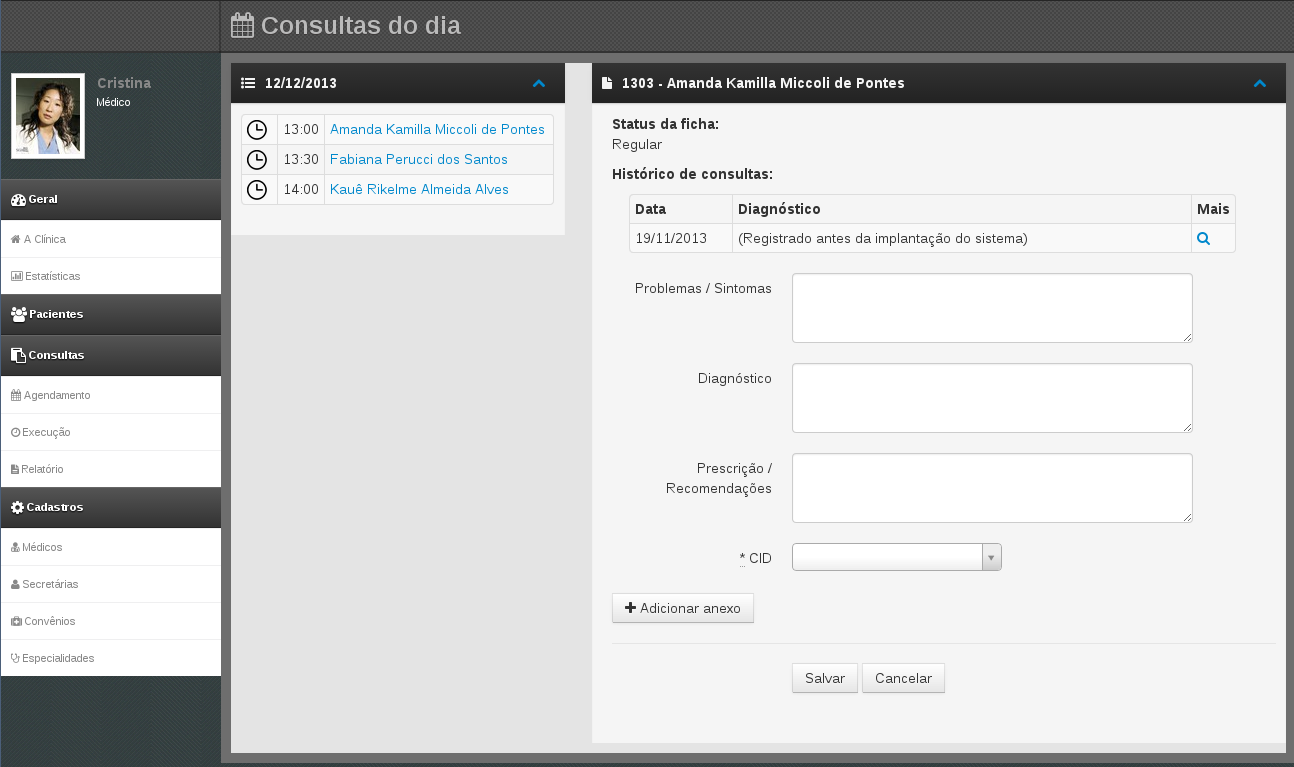 Consultas do dia
Cristina
Médico
Geral
A Clínica
Estatísticas
Pacientes
Consultas
Agendamento
Execução
Relatório
Cadastros
Médicos
Secretárias
Convênios
Especialidades
12/12/2013
13:00 Amanda Kamilla Miccoli de Pontes
13:30 Fabiana Perucci dos Santos
14:00 Kauê Rikelme Almeida Alves
1303 - Amanda Kamilla Miccoli de Pontes
Status da ficha:
Regular
Histórico de consultas:
Data Diagnóstico Mais
19/11/2013 (Registrado antes da implantação do sistema)
Problemas / Sintomas
Diagnóstico
Prescrição /
Recomendações
* CID
Adicionar anexo
Salvar Cancelar